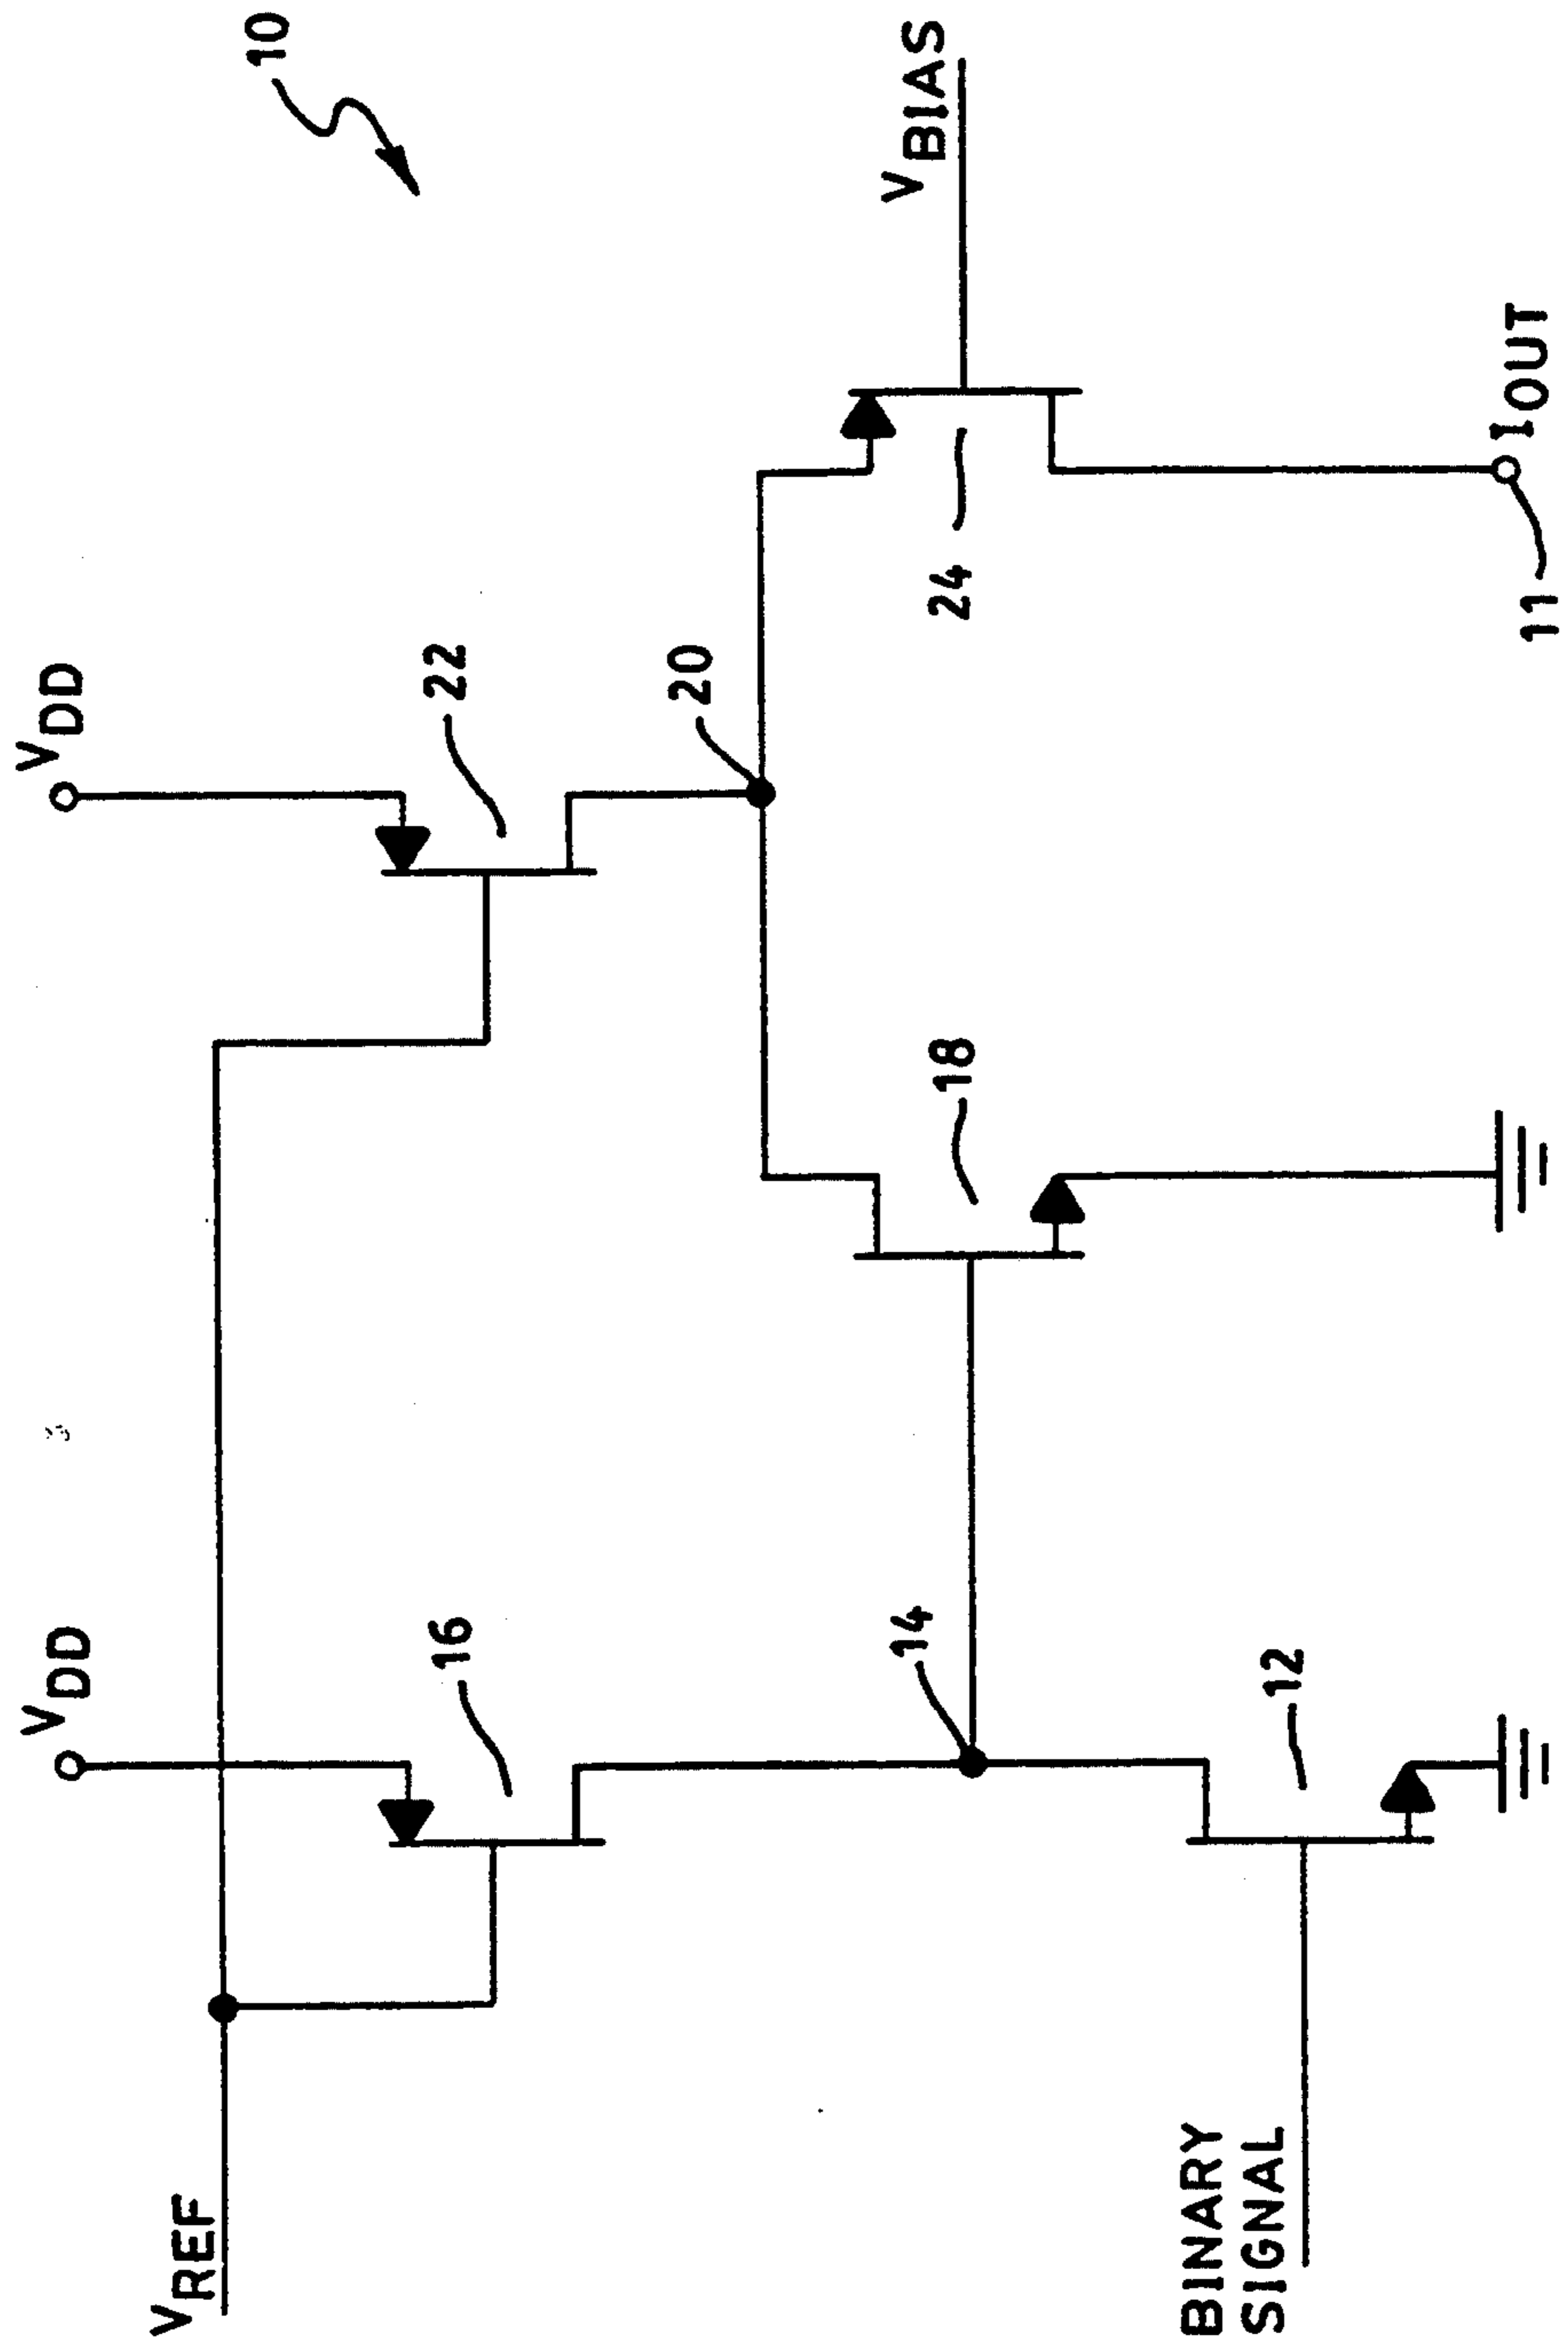 VDD
VDD
VREF
10
16
22
20
14
18
24
VBIAS
BINARY
SIGNAL
12
11
IOUT